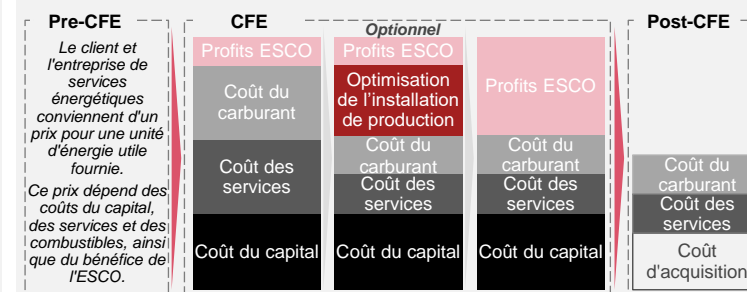 Pre-CFE
Le client et
l'entreprise de
services
énergétiques
conviennent d'un
prix pour une unité
d'énergie utile
fournie.
Ce prix dépend des
coûts du capital,
des services et des
combustibles, ainsi
que du bénéfice de
l'ESCO.
CFE
Optionnel
Profits ESCO
Coût du
carburant
Coût des
services
Coût du capital
Profits ESCO
Optimisation
de l'installation
de production
Coût du
carburant
Coût des
services
Coût du capital
Profits ESCO
Coût du
carburant
Coût des
services
Coût du capital
Post-CFE
Coût du
carburant
Coût des
services
Coût
d'acquisition